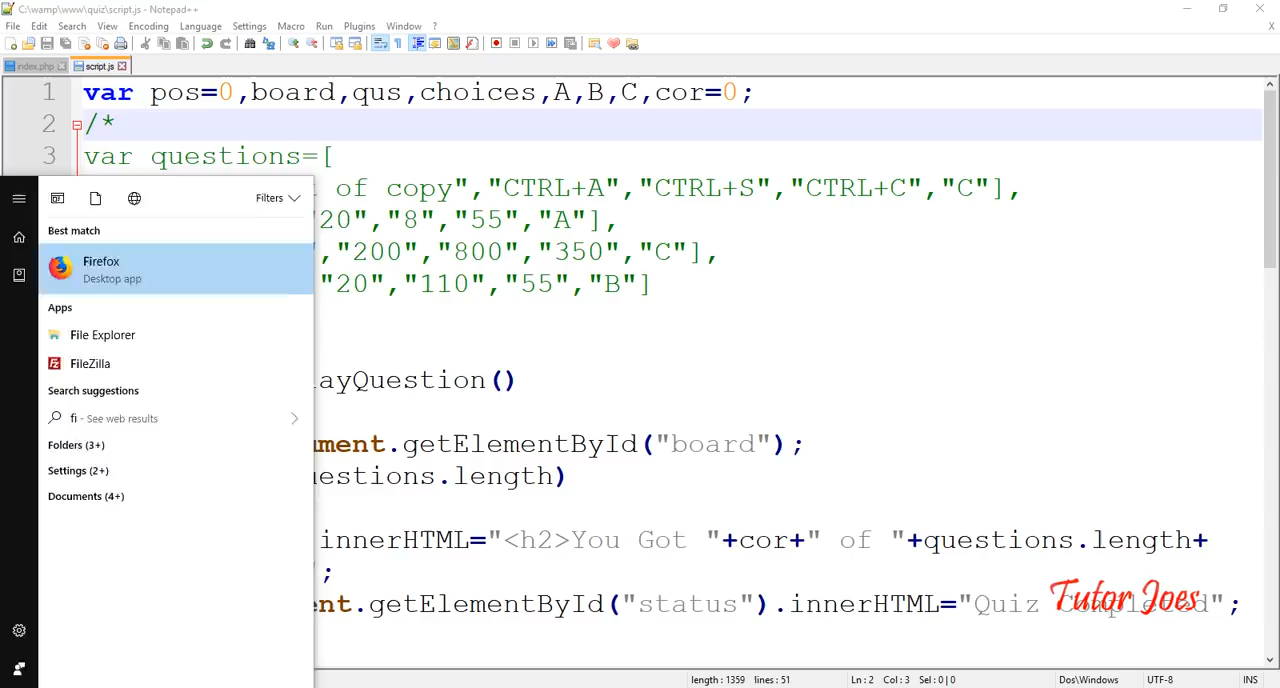 C:\wamp\www\quiz\script.js - Notepad++
File Edit Search View Encoding Language Settings Macro Run Plugins Window ?
X
index.php script.js
1 var pos=0,board,qus,choices,A,B,C,cor=0;
2 /*
3 var questions=[
t of copy","CTRL+A","CTRL+S","CTRL+C","C"],
20","8","55","A"],
,"200","800","350","C"],
"20","110","55","B"]
layQuestion()
ument.getElementById("board");
uestions.length)
innerHTML="<h2>You Got "+cor+" of "+questions.length+
";
ent.getElementById("status").innerHTML="Quiz Completed";
Filters
Best match
Firefox
Desktop app
Apps
File Explorer
FileZilla
Search suggestions
fi - See web results
Folders (3+)
Settings (2+)
Documents (4+)
Tutor Joes
length : 1359 lines : 51 Ln : 2 Col : 3 Sel : 0 | 0 Dos\Windows UTF-8 INS